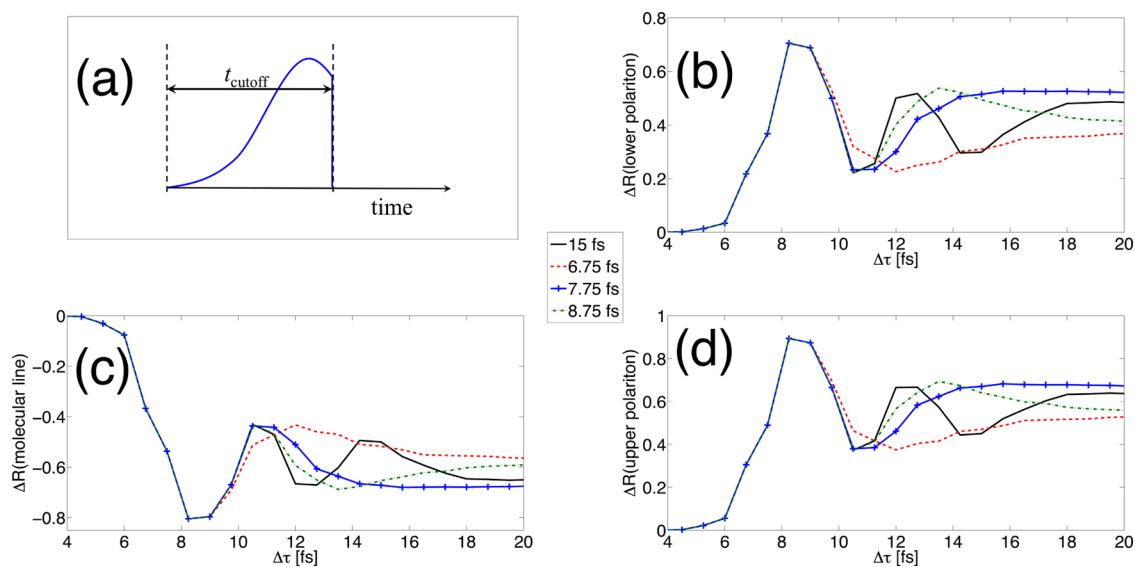 (a)
t_cutoff
time
(b)
ΔR(lower polariton)
0.8
0.6
0.4
0.2
0
4 6 8 10 12 14 16 18 20
Δτ [fs]
15 fs
6.75 fs
7.75 fs
8.75 fs
(c)
ΔR(molecular line)
0
−0.2
−0.4
−0.6
−0.8
4 6 8 10 12 14 16 18 20
Δτ [fs]
(d)
ΔR(upper polariton)
1
0.8
0.6
0.4
0.2
0
4 6 8 10 12 14 16 18 20
Δτ [fs]